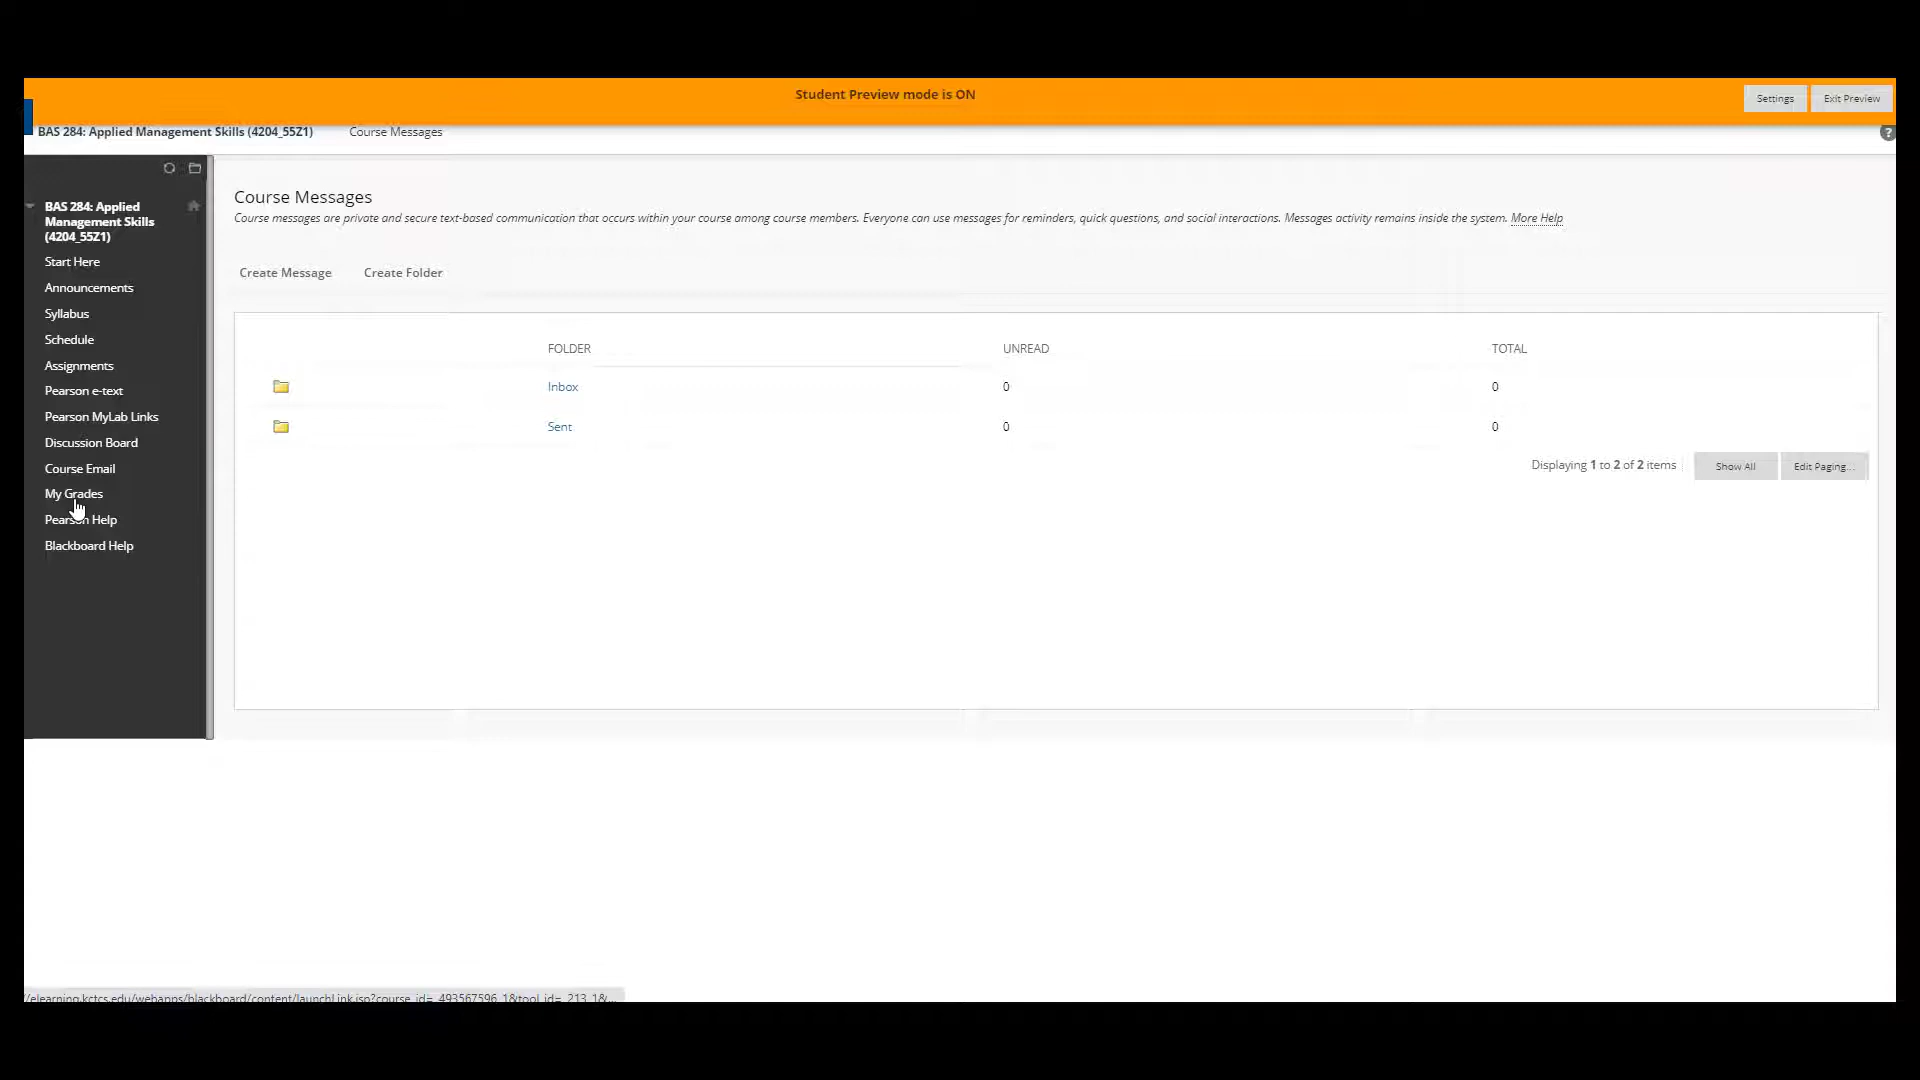 Student Preview mode is ON
Settings
Exit Preview
BAS 284: Applied Management Skills (4204_55Z1)
Course Messages
?
BAS 284: Applied
Management Skills
(4204_55Z1)
Start Here
Announcements
Syllabus
Schedule
Assignments
Pearson e-text
Pearson MyLab Links
Discussion Board
Course Email
My Grades
Pearson Help
Blackboard Help
Course Messages
Course messages are private and secure text-based communication that occurs within your course among course members. Everyone can use messages for reminders, quick questions, and social interactions. Messages activity remains inside the system. More Help
Create Message
Create Folder
FOLDER UNREAD TOTAL
Inbox 0 0
Sent 0 0
Displaying 1 to 2 of 2 items
Show All
Edit Paging...
//elearning.kctcs.edu/webapps/blackboard/content/launchLink.jsp?course_id=_493567596_1&tool_id=_213_1&/...